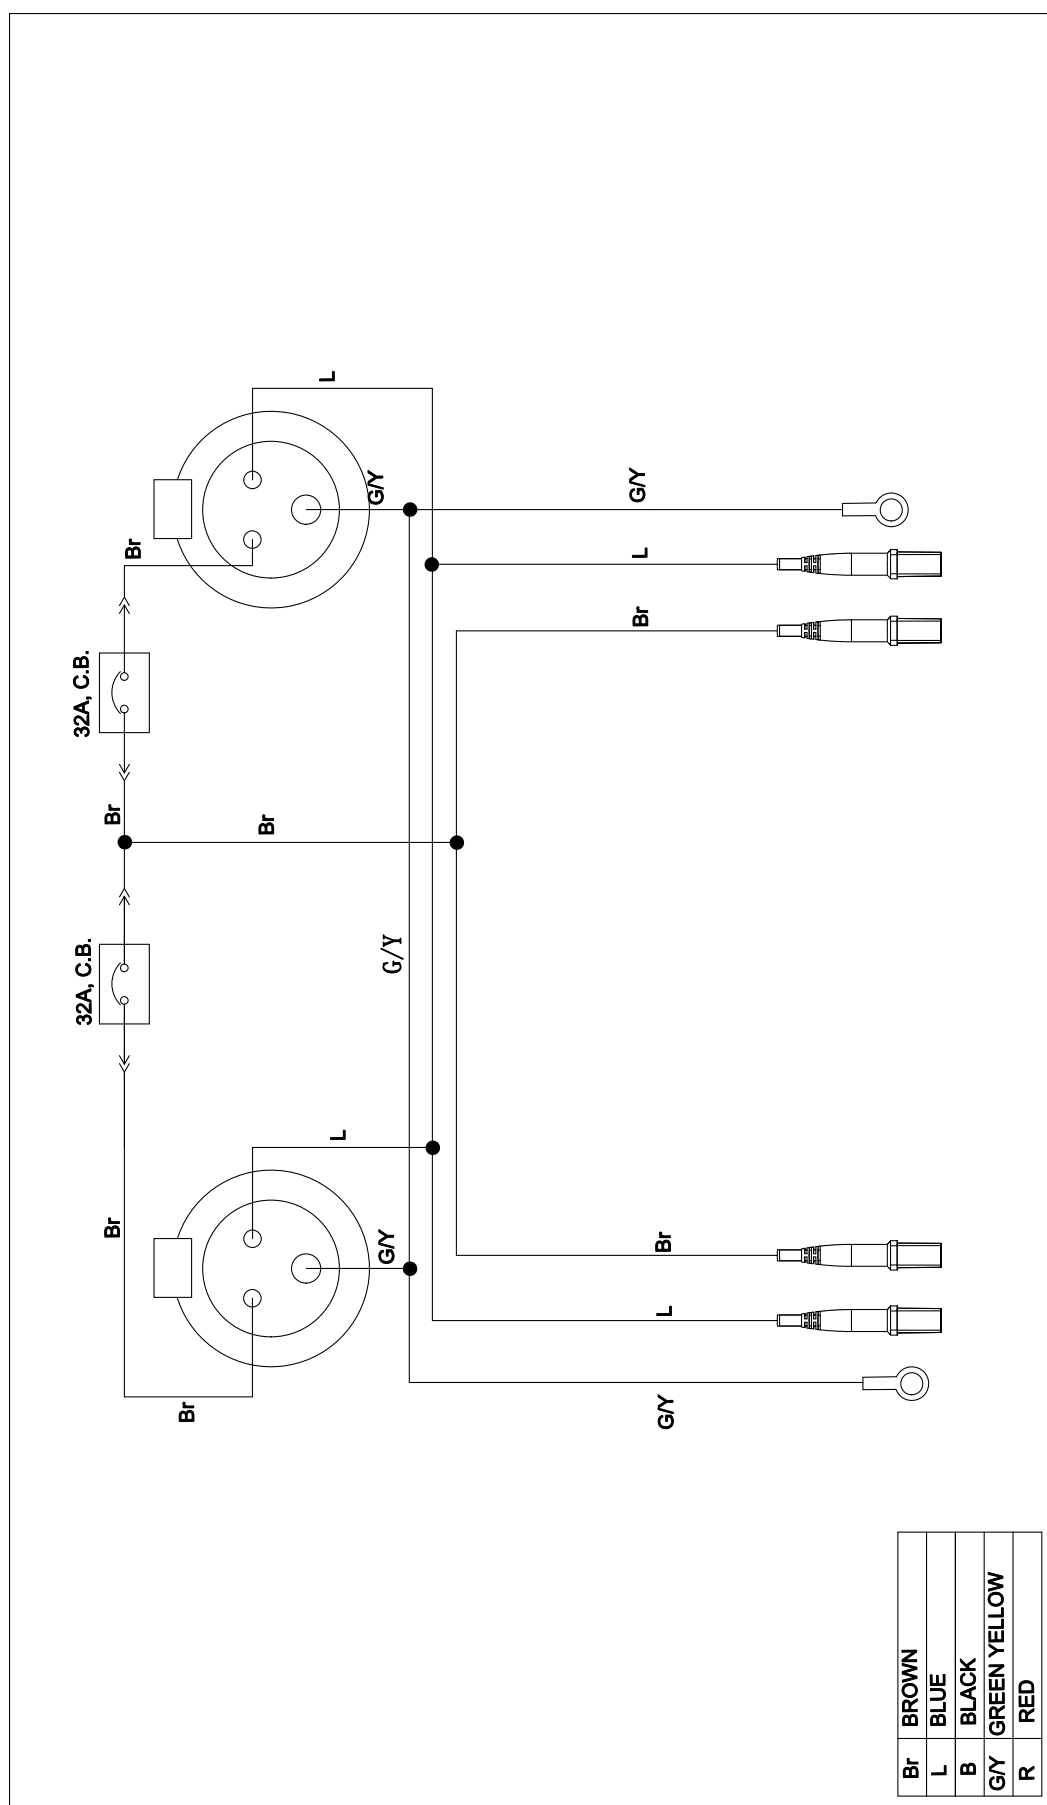 32A, C.B.
32A, C.B.
Br
Br
Br
Br
Br
L
L
G/Y
G/Y
G/Y
G/Y
L
Br
Br
L
G/Y
Br BROWN
L BLUE
B BLACK
G/Y GREEN YELLOW
R RED